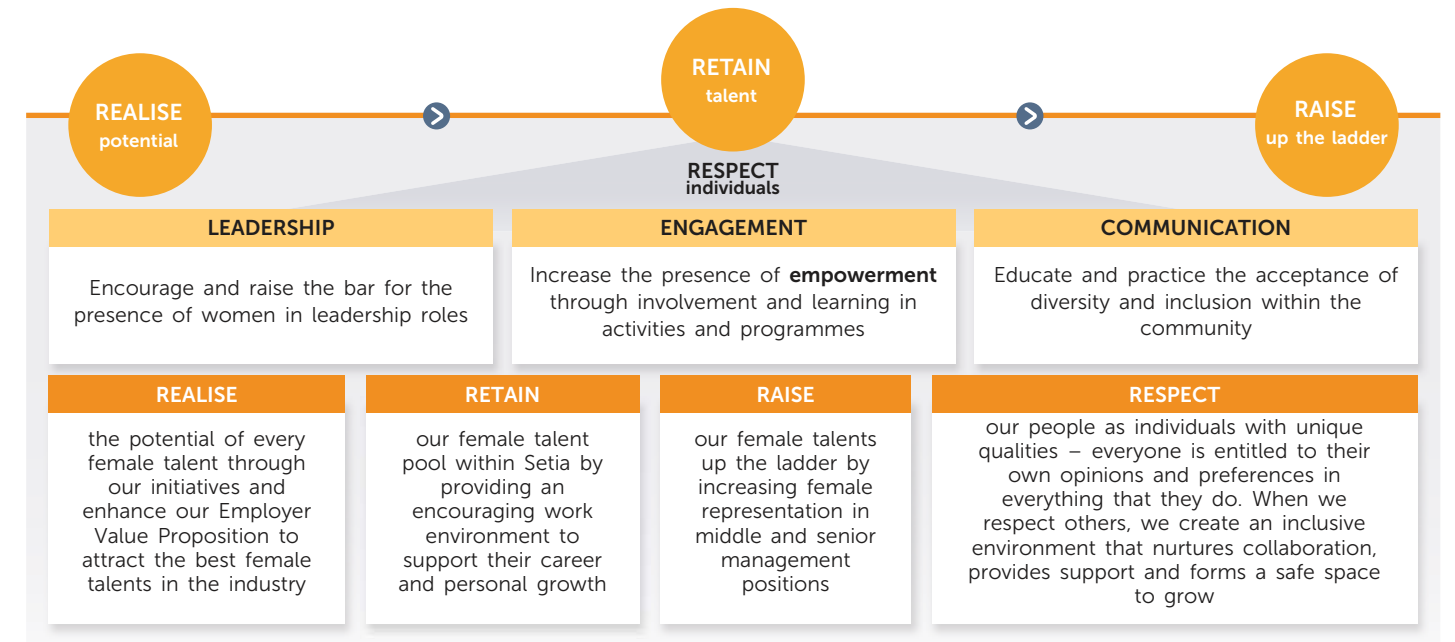 REALISE
potential
RETAIN
talent
RAISE
up the ladder
RESPECT
individuals
LEADERSHIP
Encourage and raise the bar for the
presence of women in leadership roles
ENGAGEMENT
Increase the presence of empowerment
through involvement and learning in
activities and programmes
COMMUNICATION
Educate and practice the acceptance of
diversity and inclusion within the
community
REALISE
the potential of every
female talent through
our initiatives and
enhance our Employer
Value Proposition to
attract the best female
talents in the industry
RETAIN
our female talent
pool within Setia by
providing an
encouraging work
environment to
support their career
and personal growth
RAISE
our female talents
up the ladder by
increasing female
representation in
middle and senior
management
positions
RESPECT
our people as individuals with unique
qualities – everyone is entitled to their
own opinions and preferences in
everything that they do. When we
respect others, we create an inclusive
environment that nurtures collaboration,
provides support and forms a safe space
to grow